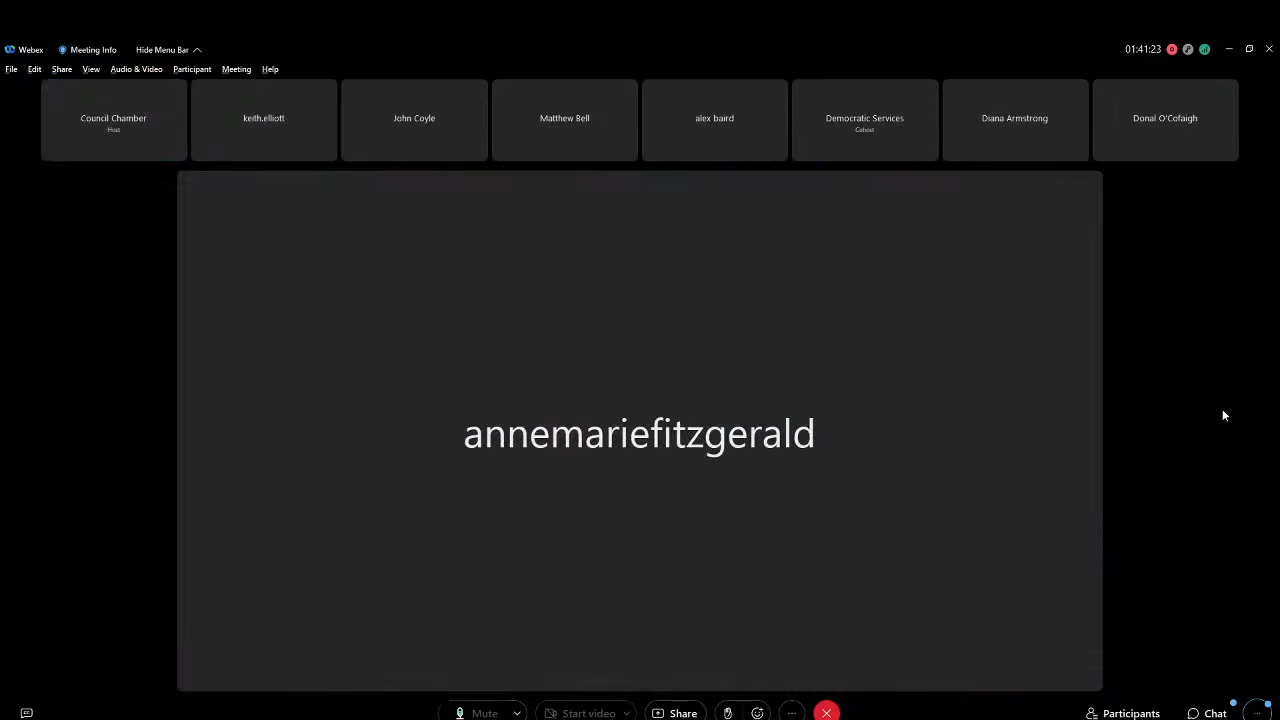 Webex Meeting Info Hide Menu Bar 01:41:23
File Edit Share View Audio & Video Participant Meeting Help
Council Chamber
Host
keith.elliott
John Coyle
Matthew Bell
alex baird
Democratic Services
Cohost
Diana Armstrong
Donal O'Cofaigh
annemariefitzgerald
Mute Start video Share Participants Chat